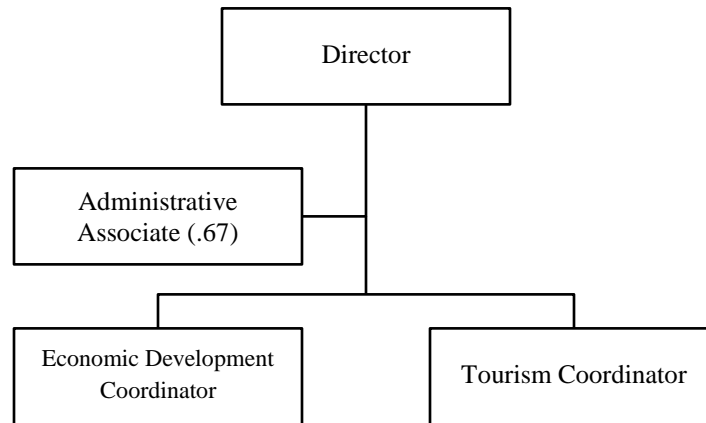 Director
Administrative
Associate (.67)
Economic Development
Coordinator
Tourism Coordinator